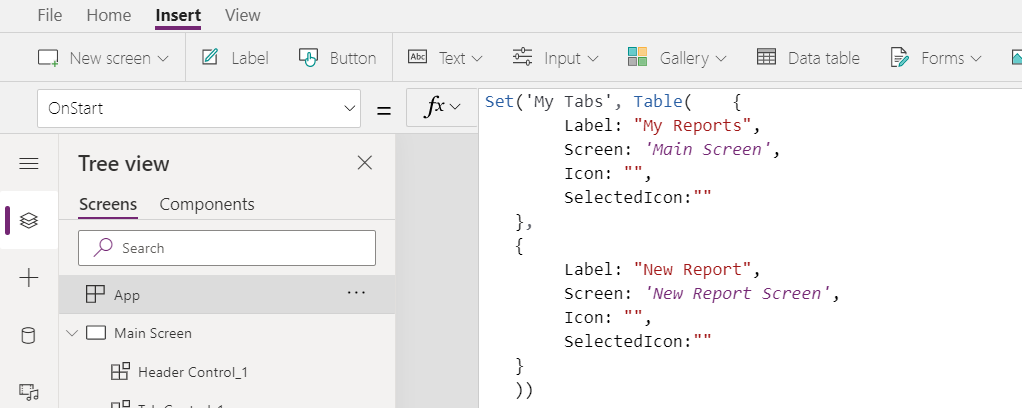 File Home Insert View
New screen Label Button Abc Text Input Gallery Data table Forms
OnStart = fx
Set('My Tabs', Table( {
Label: "My Reports",
Screen: 'Main Screen',
Icon: "",
SelectedIcon:""
},
{
Label: "New Report",
Screen: 'New Report Screen',
Icon: "",
SelectedIcon:""
}
))
Tree view
Screens Components
Search
App ...
Main Screen
Header Control_1